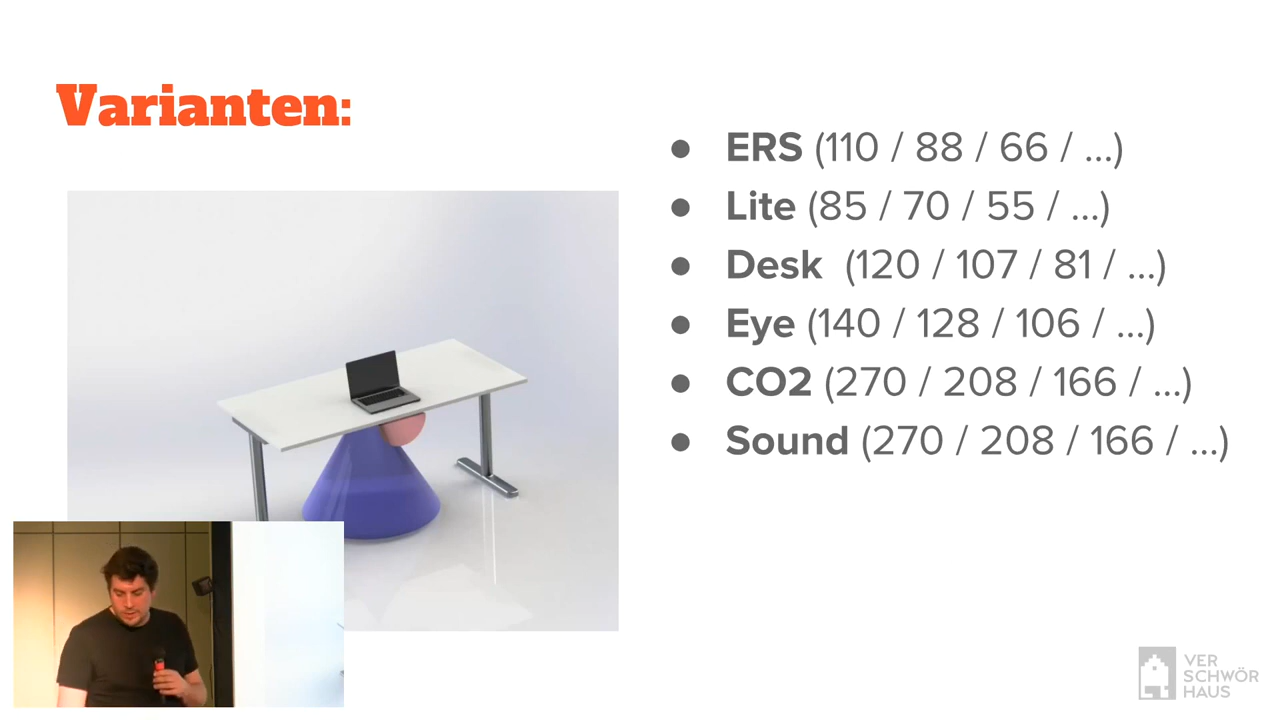 Varianten:
● ERS (110 / 88 / 66 / ...)
● Lite (85 / 70 / 55 / ...)
● Desk (120 / 107 / 81 / ...)
● Eye (140 / 128 / 106 / ...)
● CO2 (270 / 208 / 166 / ...)
● Sound (270 / 208 / 166 / ...)
VER
SCHWÖR
HAUS